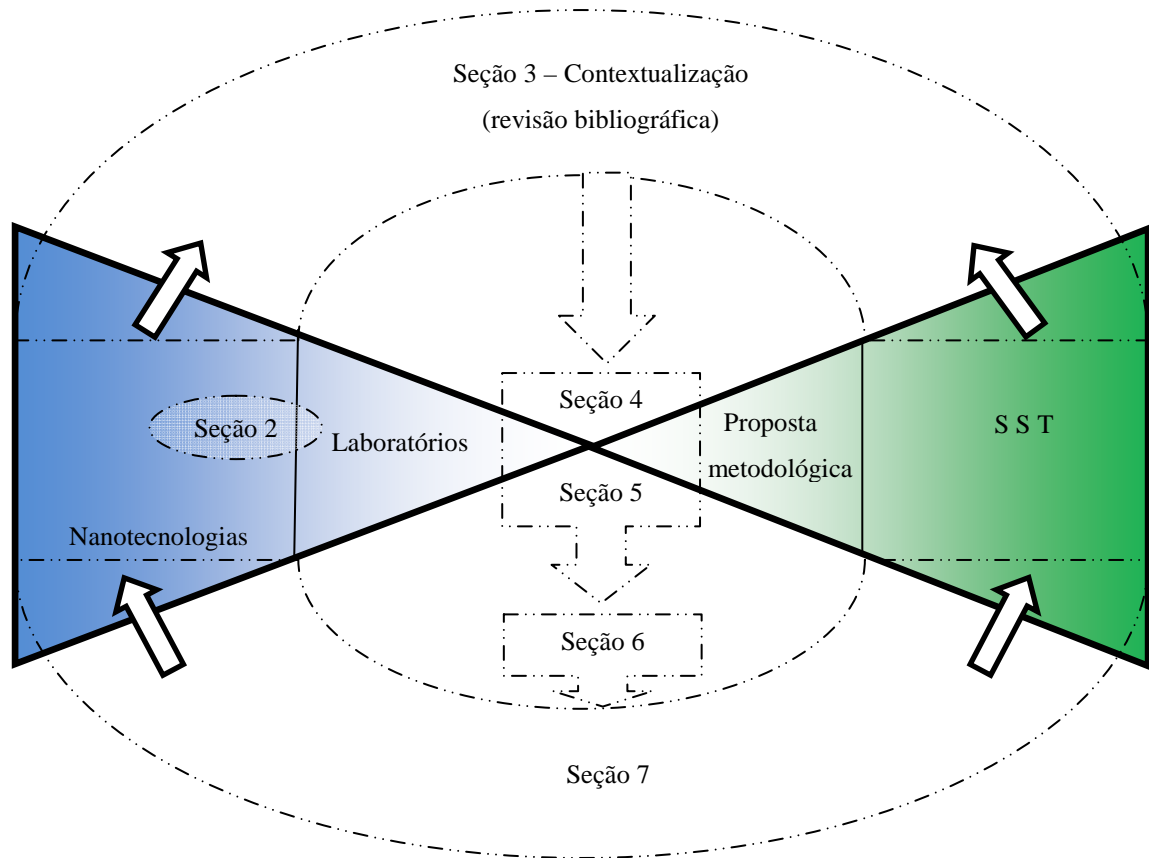 Seção 3 – Contextualização
(revisão bibliográfica)
Seção 4
Seção 2
Laboratórios
Proposta
metodológica
S S T
Seção 5
Nanotecnologias
Seção 6
Seção 7